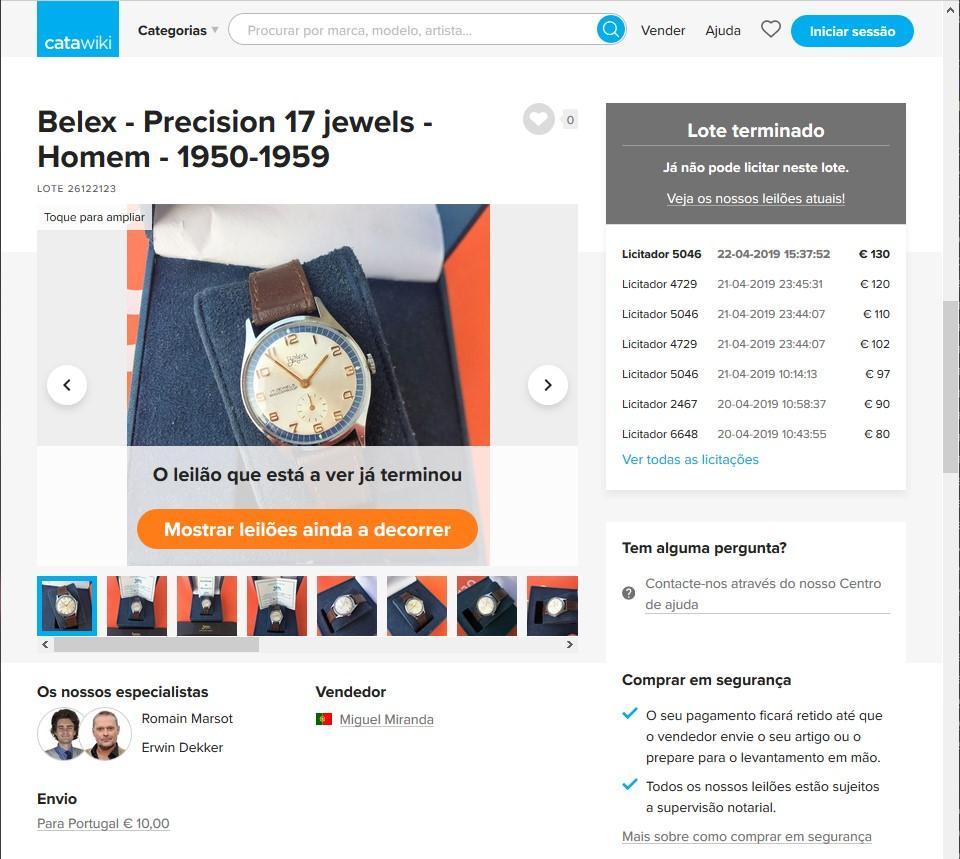 catawiki
Categorias
Procurar por marca, modelo, artista...
Vender
Ajuda
Iniciar sessão
Belex - Precision 17 jewels -
Homem - 1950-1959
0
LOTE 26122123
Toque para ampliar
Belex
17 JEWELS
O leilão que está a ver já terminou
Mostrar leilões ainda a decorrer
Lote terminado
Já não pode licitar neste lote.
Veja os nossos leilões atuais!
Licitador 5046 22-04-2019 15:37:52 € 130
Licitador 4729 21-04-2019 23:45:31 € 120
Licitador 5046 21-04-2019 23:44:07 € 110
Licitador 4729 21-04-2019 23:44:07 € 102
Licitador 5046 21-04-2019 10:14:13 € 97
Licitador 2467 20-04-2019 10:58:37 € 90
Licitador 6648 20-04-2019 10:43:55 € 80
Ver todas as licitações
Tem alguma pergunta?
Contacte-nos através do nosso Centro
de ajuda
Os nossos especialistas
Romain Marsot
Erwin Dekker
Vendedor
Miguel Miranda
Envio
Para Portugal € 10,00
Comprar em segurança
O seu pagamento ficará retido até que
o vendedor envie o seu artigo ou o
prepare para o levantamento em mão.
Todos os nossos leilões estão sujeitos
a supervisão notarial.
Mais sobre como comprar em segurança